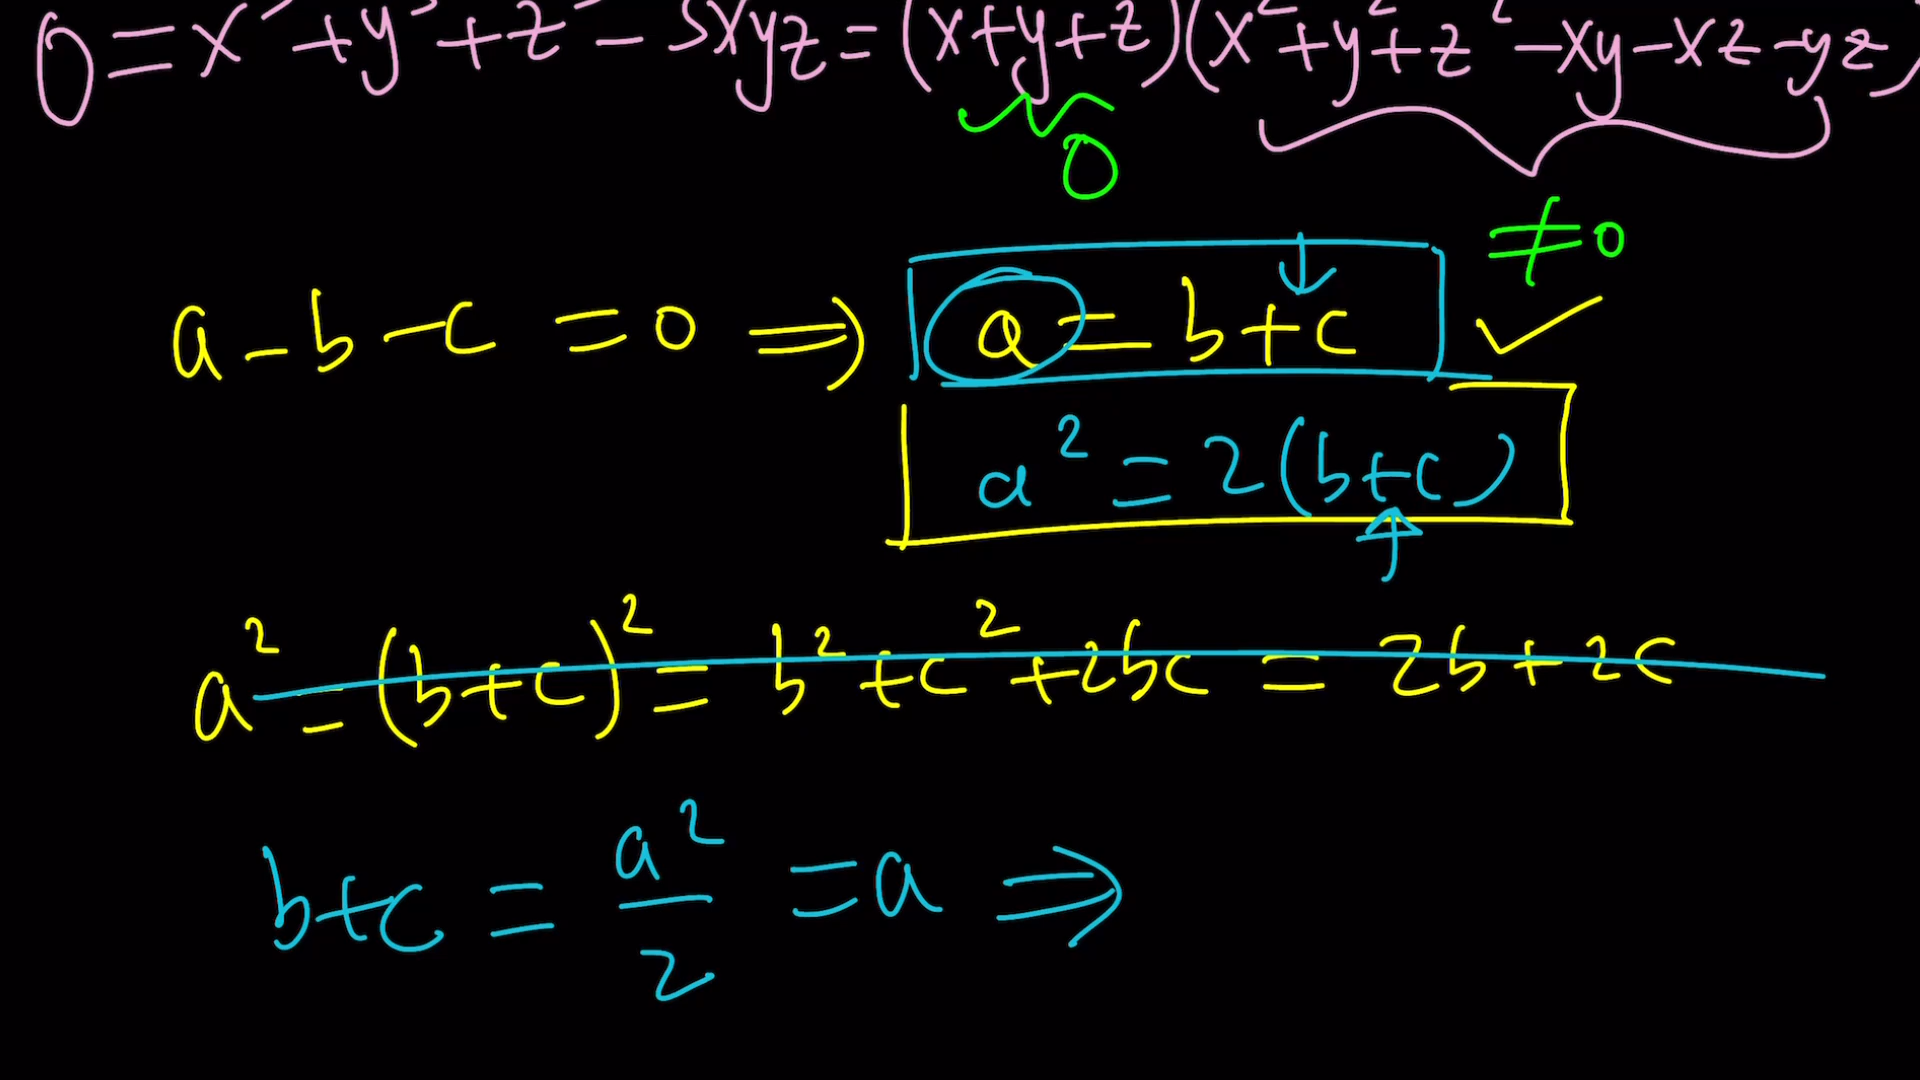 0 = x³ + y³ + z³ - 3xyz = (x+y+z)(x²+y²+z²-xy-xz-yz)
0
≠0
a-b-c = 0 ⇒ a = b+c ✓
a² = 2(b+c)
a² = (b+c)² = b²+c²+2bc = 2b+2c
b+c = a²/2 = a ⇒